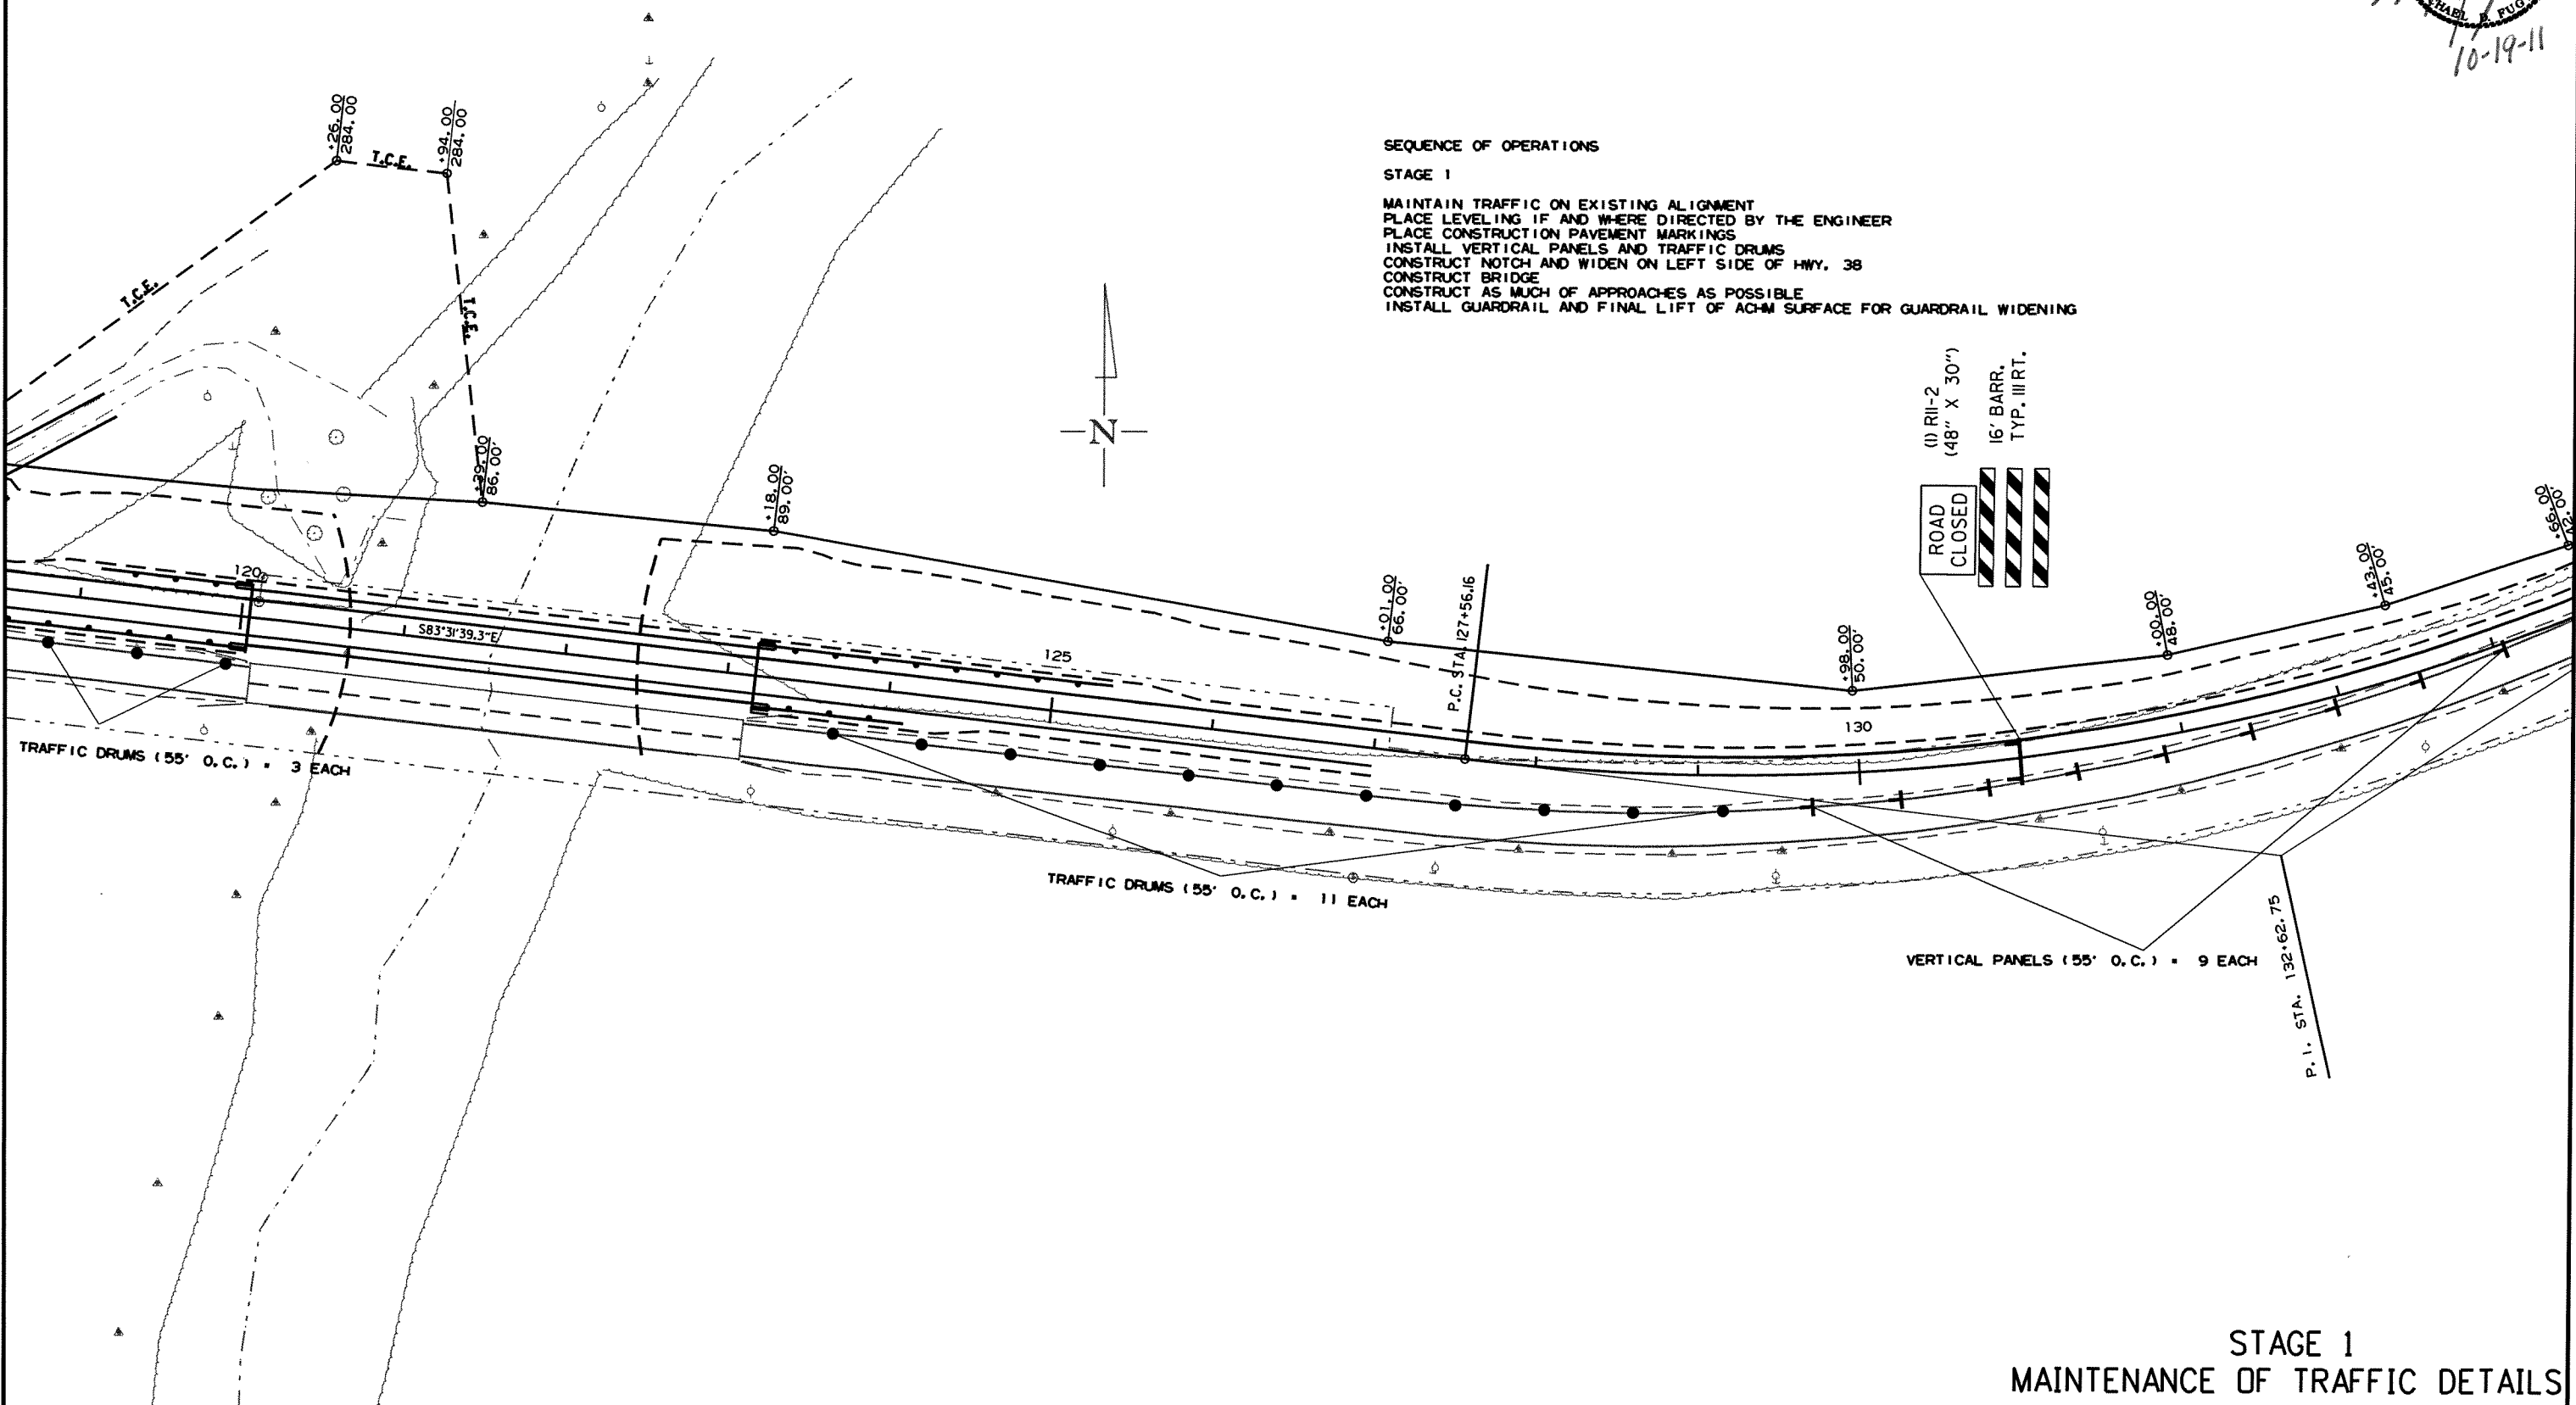 10-19-11
+26.00
284.00
T.C.E.
+94.00
284.00
T.C.E.
T.C.E.
SEQUENCE OF OPERATIONS
STAGE 1
MAINTAIN TRAFFIC ON EXISTING ALIGNMENT
PLACE LEVELING IF AND WHERE DIRECTED BY THE ENGINEER
PLACE CONSTRUCTION PAVEMENT MARKINGS
INSTALL VERTICAL PANELS AND TRAFFIC DRUMS
CONSTRUCT NOTCH AND WIDEN ON LEFT SIDE OF HWY. 38
CONSTRUCT BRIDGE
CONSTRUCT AS MUCH OF APPROACHES AS POSSIBLE
INSTALL GUARDRAIL AND FINAL LIFT OF ACHM SURFACE FOR GUARDRAIL WIDENING
N
(1) R11-2
(48" X 30")
16' BARR.
TYP. III RT.
ROAD
CLOSED
+39.00
86.00'
+18.00
89.00'
+01.00
66.00'
P.C. STA. 127+56.16
+98.00
50.00'
+00.00
48.00'
+43.00
45.00'
+66.00
120
S83°31'39.3"E
125
130
TRAFFIC DRUMS (55' O.C.) = 3 EACH
TRAFFIC DRUMS (55' O.C.) = 11 EACH
VERTICAL PANELS (55' O.C.) = 9 EACH
P.I. STA. 132+62.75
STAGE 1
MAINTENANCE OF TRAFFIC DETAILS